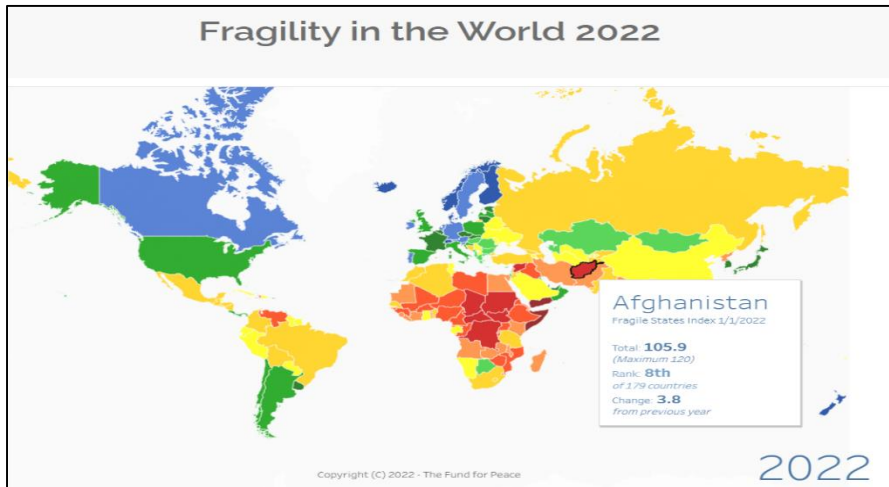 Fragility in the World 2022
Afghanistan
Fragile States Index 1/1/2022
Total: 105.9
(Maximum 120)
Rank: 8th
of 179 countries
Change: 3.8
from previous year
Copyright (C) 2022 - The Fund for Peace
2022